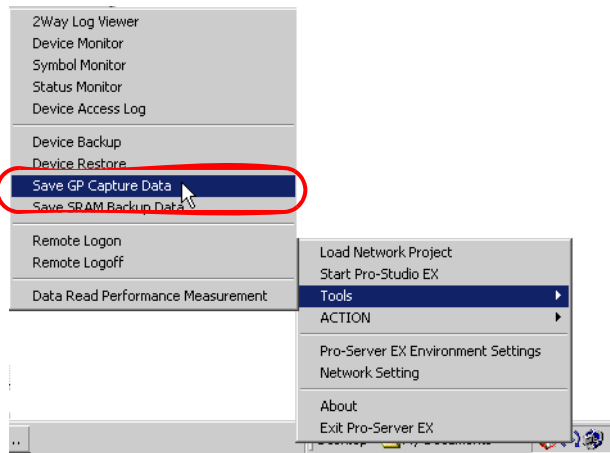 2Way Log Viewer
Device Monitor
Symbol Monitor
Status Monitor
Device Access Log
Device Backup
Device Restore
Save GP Capture Data
Save SRAM Backup Data
Remote Logon
Remote Logoff
Data Read Performance Measurement
Load Network Project
Start Pro-Studio EX
Tools
ACTION
Pro-Server EX Environment Settings
Network Setting
About
Exit Pro-Server EX
..